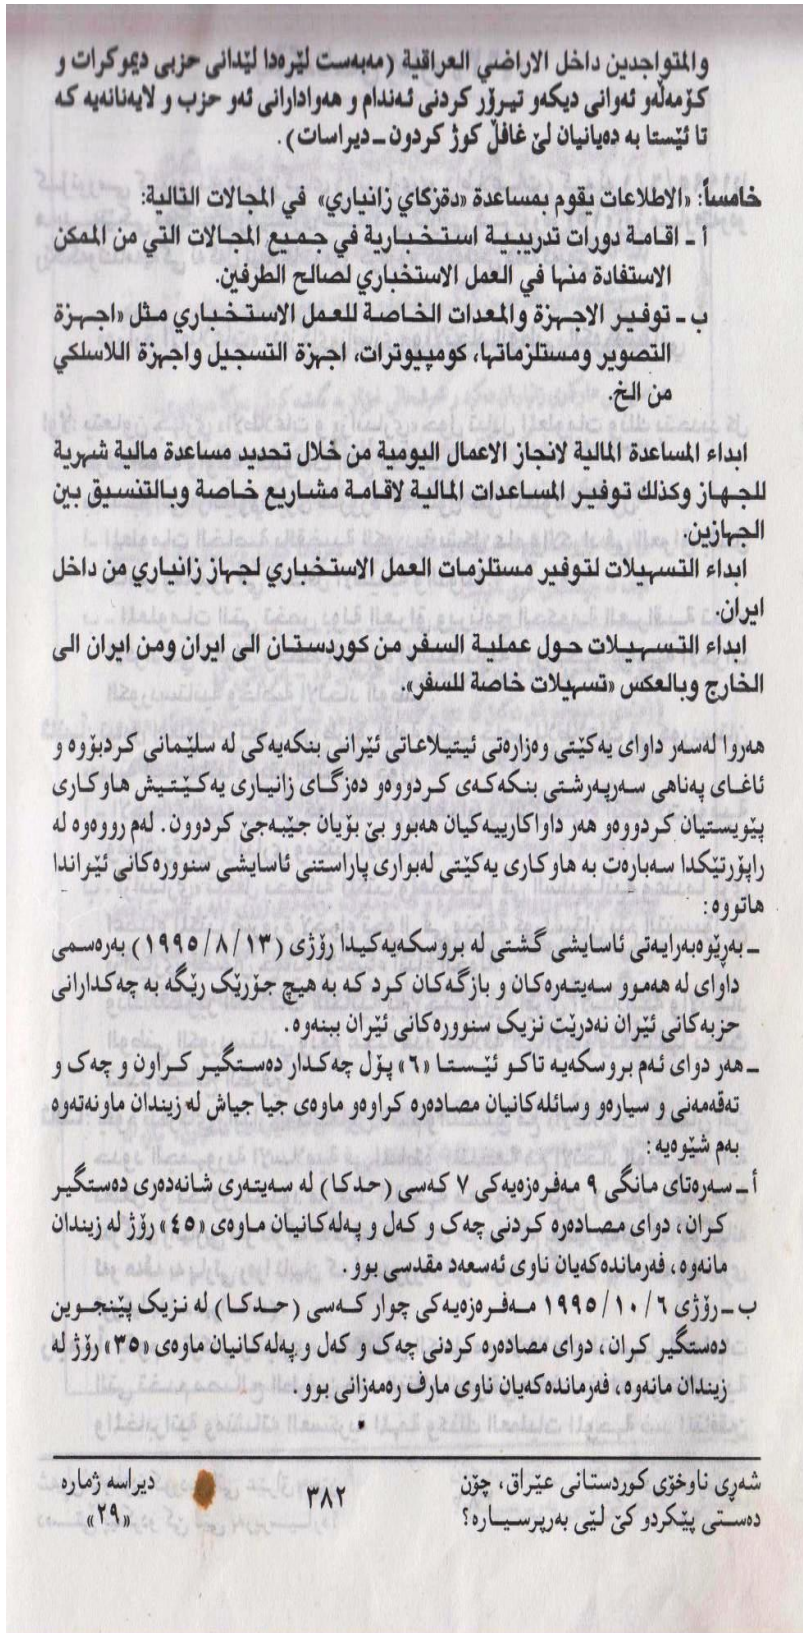 والمتواجدين داخل الاراضي العراقية (مەبەست لێرەدا لێدانی حزبی دیموکرات و
کۆمەڵەو ئەوانی دیکەو تیرۆر کردنی ئەندام و هەوادارانی ئەو حزب و لایەنانەیە کە
تا ئێستا بە دەیانیان لێ غافڵ کوژ کردون ـ دیراسات).
خامساً: «الاطلاعات يقوم بمساعدة «دةزكاي زانياري» في المجالات التالية:
أ ـ اقامة دورات تدريبية استخبارية في جميع المجالات التي من الممكن
الاستفادة منها في العمل الاستخباري لصالح الطرفين.
ب ـ توفير الاجهزة والمعدات الخاصة للعمل الاستخباري مثل «اجهزة
التصوير ومستلزماتها، كومپيوترات، اجهزة التسجيل واجهزة اللاسلكي
من الخ.
ابداء المساعدة المالية لانجاز الاعمال اليومية من خلال تحديد مساعدة مالية شهرية
للجهاز وكذلك توفير المساعدات المالية لاقامة مشاريع خاصة وبالتنسيق بين
الجهازين.
ابداء التسهيلات لتوفير مستلزمات العمل الاستخباري لجهاز زانياري من داخل
ايران.
ابداء التسهيلات حول عملية السفر من كوردستان الى ايران ومن ايران الى
الخارج وبالعكس «تسهيلات خاصة للسفر».
هەروا لەسەر داوای یەکێتی وەزارەتی ئیتیلاعاتی ئێرانی بنکەیەکی لە سلێمانی کردبۆوە و
ئاغای پەناهی سەرپەرشتی بنکەکەی کردووەو دەزگای زانیاری یەکێتیش هاوکاری
پێویستیان کردووەو هەر داواکارییەکیان هەبوو بێ بۆیان جێبەجێ کردوون. لەم رووەوە لە
راپۆرتێکدا سەبارەت بە هاوکاری یەکێتی لەبواری پاراستنی ئاسایشی سنوورەکانی ئێراندا
هاتووە:
ـ بەرێوەبەرایەتی ئاسایشی گشتی لە بروسکەیەکیدا رۆژی (١٩٩٥/٨/١٣) بەرەسمی
داوای لە هەموو سەیتەرەکان و بازگەکان کرد کە بە هیچ جۆرێک رێگە بە چەکدارانی
حزبەکانی ئێران نەدرێت نزیک سنوورەکانی ئێران ببنەوە.
ـ هەر دوای ئەم بروسکەیە تاکو ئێستا «٦» پۆل چەکدار دەستگیر کراون و چەک و
تەقەمەنی و سیارەو وسائلەکانیان مصادەرە کراوەو ماوەی جیا جیاش لە زیندان ماونەتەوە
بەم شێوەیە:
أ ـ سەرەتای مانگی ٩ مەفرەزەیەکی ٧ کەسی (حدکا) لە سەیتەری شانەدەری دەستگیر
کران، دوای مصادەرە کردنی چەک و کەل و پەلەکانیان ماوەی «٤٥» رۆژ لە زیندان
مانەوە، فەرماندەکەیان ناوی ئەسعەد مقدسی بوو.
ب ـ رۆژی ١٩٩٥/١٠/٦ مەفرەزەیەکی چوار کەسی (حدکا) لە نزیک پێنجوین
دەستگیر کران، دوای مصادەرە کردنی چەک و کەل و پەلەکانیان ماوەی «٣٥» رۆژ لە
زیندان مانەوە، فەرماندەکەیان ناوی مارف رەمەزانی بوو.
شەڕی ناوخۆی کوردستانی عێراق، چۆن
دەستی پێکردو کێ لێی بەرپرسیارە؟
٣٨٢
دیراسە ژمارە
«٢٩»